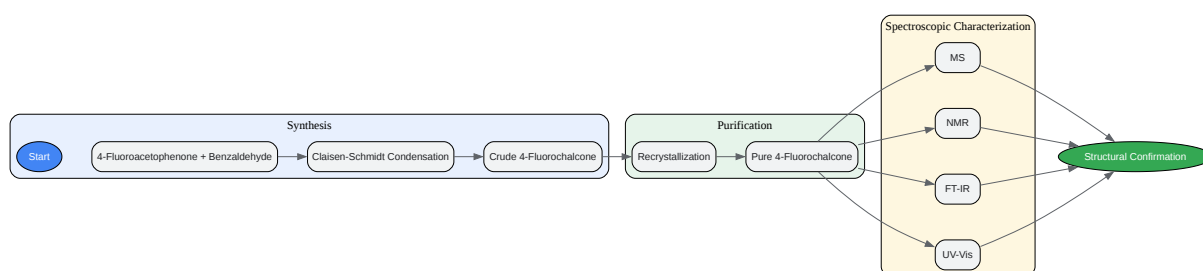 Synthesis
Start
4-Fluoroacetophenone + Benzaldehyde
Claisen-Schmidt Condensation
Crude 4-Fluorochalcone
Purification
Recrystallization
Pure 4-Fluorochalcone
Spectroscopic Characterization
MS
NMR
FT-IR
UV-Vis
Structural Confirmation